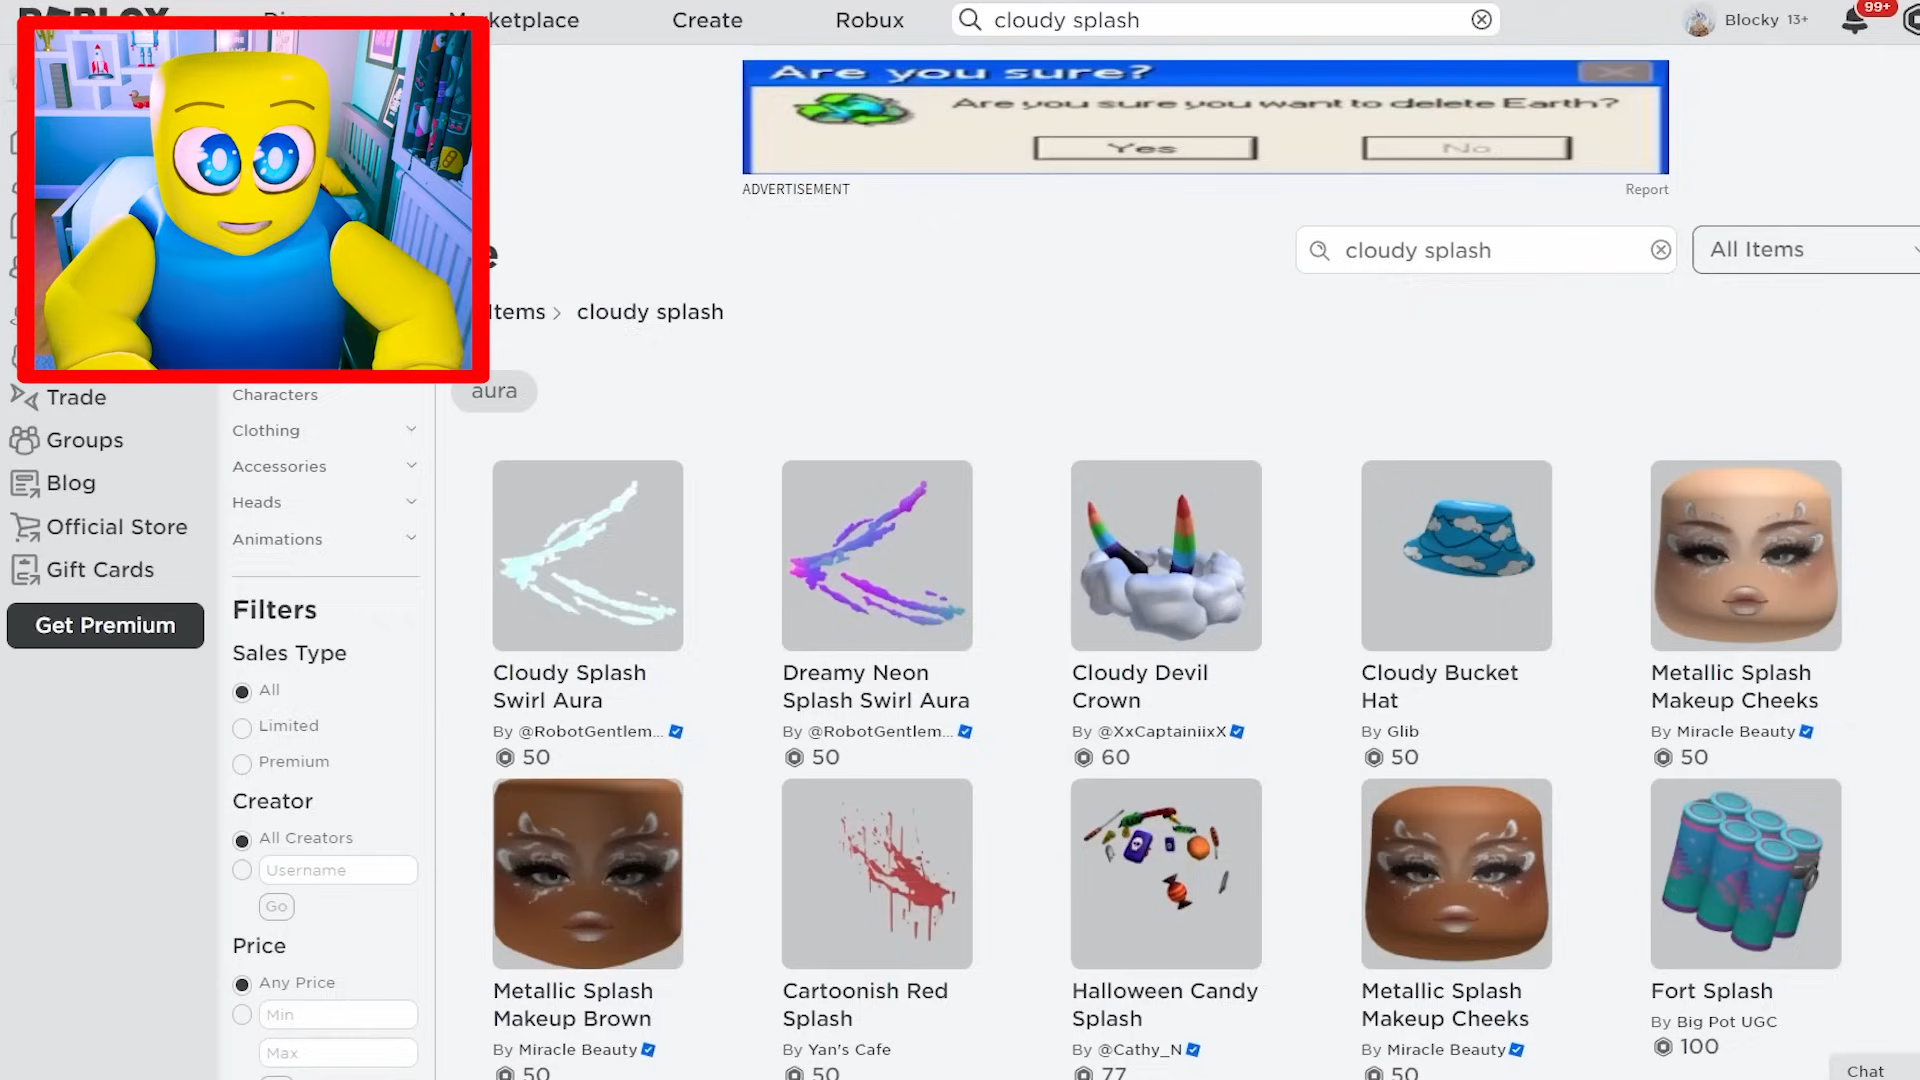 Marketplace
Create
Robux
cloudy splash
Blocky 13+
99+
Are you sure?
Are you sure you want to delete Earth?
Yes
No
ADVERTISEMENT
Report
cloudy splash
All Items
Items > cloudy splash
aura
Trade
Groups
Blog
Official Store
Gift Cards
Get Premium
Characters
Clothing
Accessories
Heads
Animations
Filters
Sales Type
All
Limited
Premium
Creator
All Creators
Username
Go
Price
Any Price
Min
Max
Cloudy Splash
Swirl Aura
By @RobotGentlem...
50
Dreamy Neon
Splash Swirl Aura
By @RobotGentlem...
50
Cloudy Devil
Crown
By @XxCaptainiixX
60
Cloudy Bucket
Hat
By Glib
50
Metallic Splash
Makeup Cheeks
By Miracle Beauty
50
Metallic Splash
Makeup Brown
By Miracle Beauty
50
Cartoonish Red
Splash
By Yan's Cafe
50
Halloween Candy
Splash
By @Cathy_N
77
Metallic Splash
Makeup Cheeks
By Miracle Beauty
50
Fort Splash
By Big Pot UGC
100
Chat